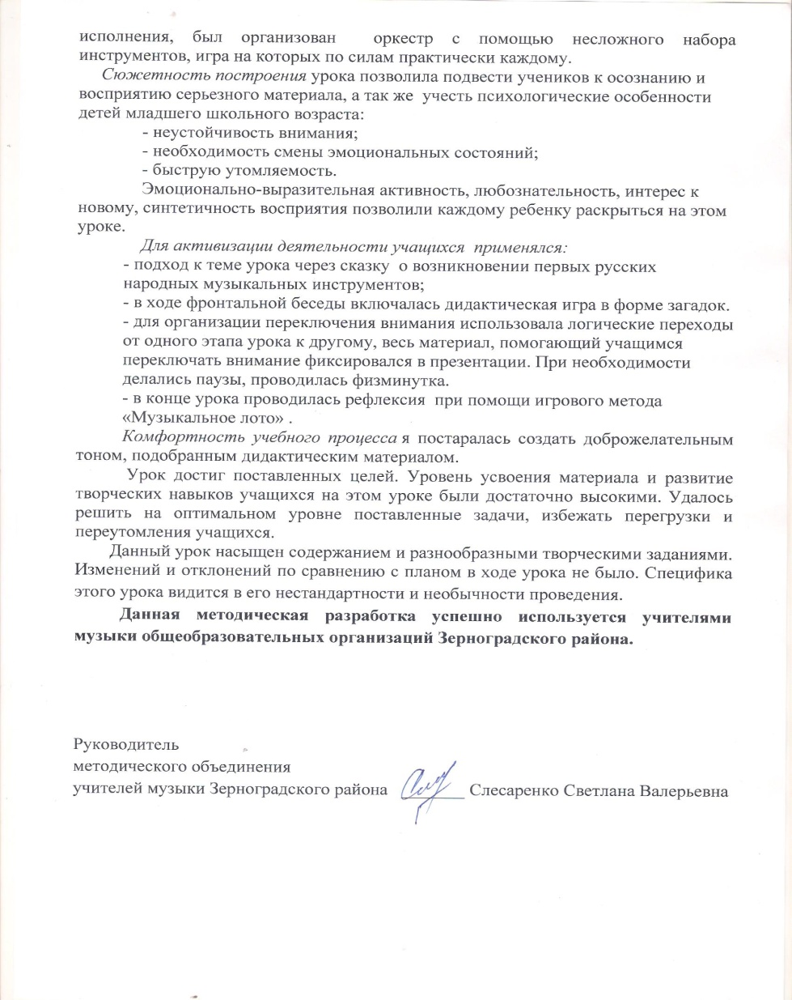 исполнения, был организован оркестр с помощью несложного набора
инструментов, игра на которых по силам практически каждому.
Сюжетность построения урока позволила подвести учеников к осознанию и
восприятию серьезного материала, а так же учесть психологические особенности
детей младшего школьного возраста:
- неустойчивость внимания;
- необходимость смены эмоциональных состояний;
- быструю утомляемость.
Эмоционально-выразительная активность, любознательность, интерес к
новому, синтетичность восприятия позволили каждому ребенку раскрыться на этом
уроке.
Для активизации деятельности учащихся применялся:
- подход к теме урока через сказку о возникновении первых русских
народных музыкальных инструментов;
- в ходе фронтальной беседы включалась дидактическая игра в форме загадок.
- для организации переключения внимания использовала логические переходы
от одного этапа урока к другому, весь материал, помогающий учащимся
переключать внимание фиксировался в презентации. При необходимости
делались паузы, проводилась физминутка.
- в конце урока проводилась рефлексия при помощи игрового метода
«Музыкальное лото» .
Комфортность учебного процесса я постаралась создать доброжелательным
тоном, подобранным дидактическим материалом.
Урок достиг поставленных целей. Уровень усвоения материала и развитие
творческих навыков учащихся на этом уроке были достаточно высокими. Удалось
решить на оптимальном уровне поставленные задачи, избежать перегрузки и
переутомления учащихся.
Данный урок насыщен содержанием и разнообразными творческими заданиями.
Изменений и отклонений по сравнению с планом в ходе урока не было. Специфика
этого урока видится в его нестандартности и необычности проведения.
Данная методическая разработка успешно используется учителями
музыки общеобразовательных организаций Зерноградского района.
Руководитель
методического объединения
учителей музыки Зерноградского района Слесаренко Светлана Валерьевна